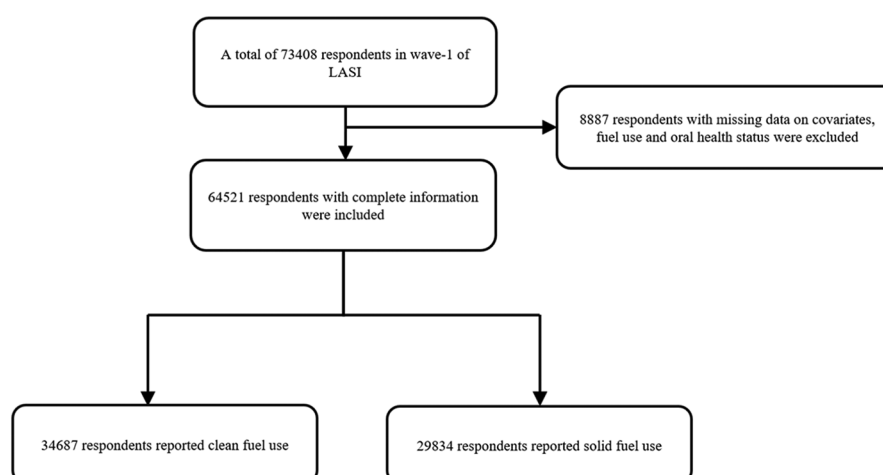 A total of 73408 respondents in wave-1 of
LASI
8887 respondents with missing data on covariates,
fuel use and oral health status were excluded
64521 respondents with complete information
were included
34687 respondents reported clean fuel use
29834 respondents reported solid fuel use